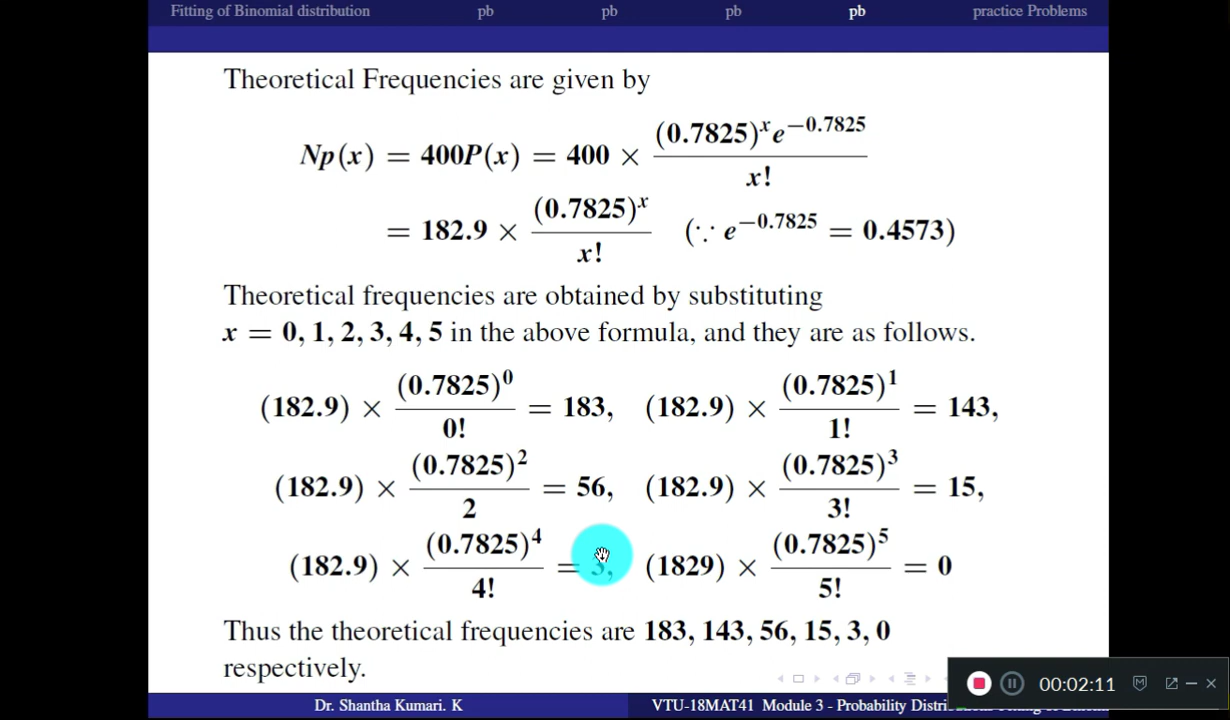 Fitting of Binomial distribution pb pb pb pb practice Problems
Theoretical Frequencies are given by
Np(x) = 400P(x) = 400 × (0.7825)^x e^−0.7825 / x!
= 182.9 × (0.7825)^x / x! (∵ e^−0.7825 = 0.4573)
Theoretical frequencies are obtained by substituting
x = 0, 1, 2, 3, 4, 5 in the above formula, and they are as follows.
(182.9) × (0.7825)^0 / 0! = 183, (182.9) × (0.7825)^1 / 1! = 143,
(182.9) × (0.7825)^2 / 2 = 56, (182.9) × (0.7825)^3 / 3! = 15,
(182.9) × (0.7825)^4 / 4! = 3, (1829) × (0.7825)^5 / 5! = 0
Thus the theoretical frequencies are 183, 143, 56, 15, 3, 0
respectively.
00:02:11
Dr. Shantha Kumari. K VTU-18MAT41 Module 3 - Probability